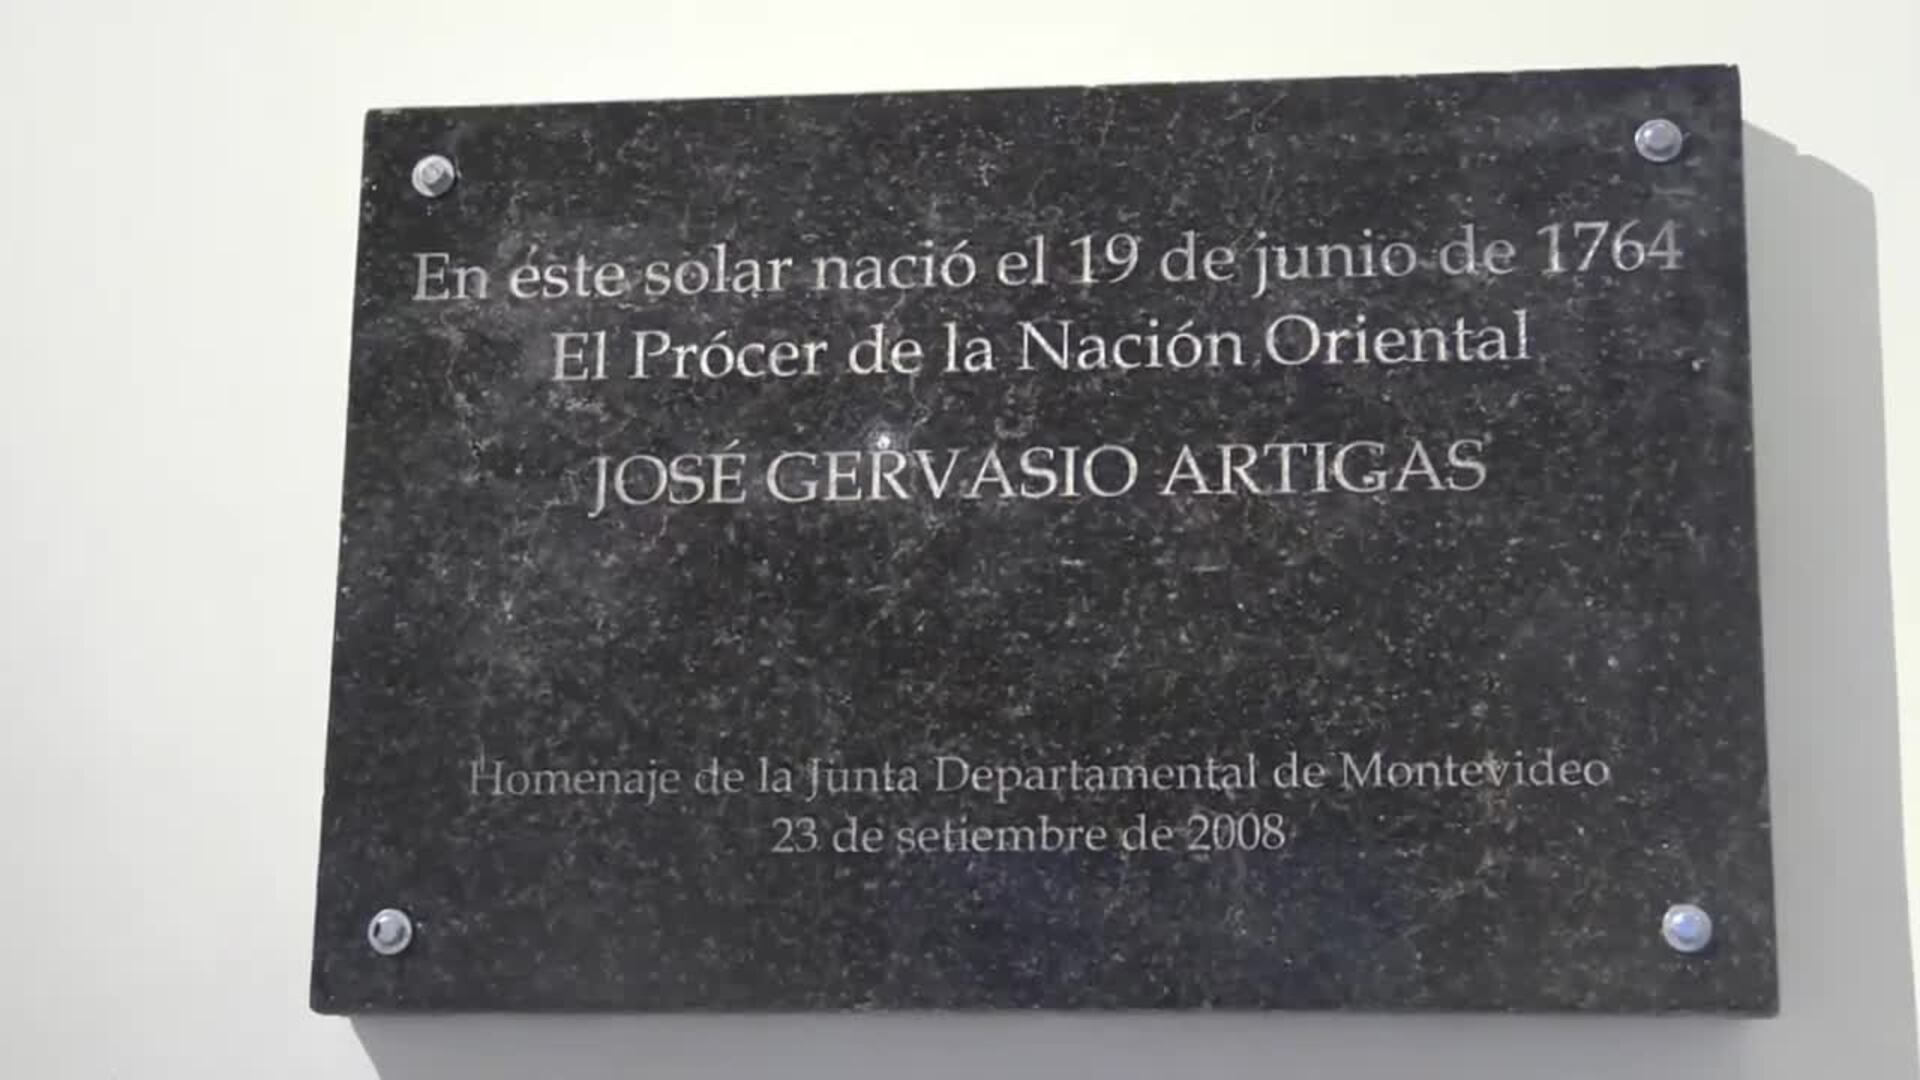 En éste solar nació el 19 de junio de 1764
El Prócer de la Nación Oriental
JOSÉ GERVASIO ARTIGAS
Homenaje de la Junta Departamental de Montevideo
23 de setiembre de 2008